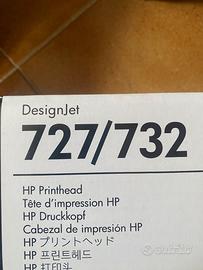 DesignJet
727/732
HP Printhead
Tête d'impression HP
HP Druckkopf
Cabezal de impresión HP
HP プリントヘッド
HP 프린트헤드
HP 打印头
subito